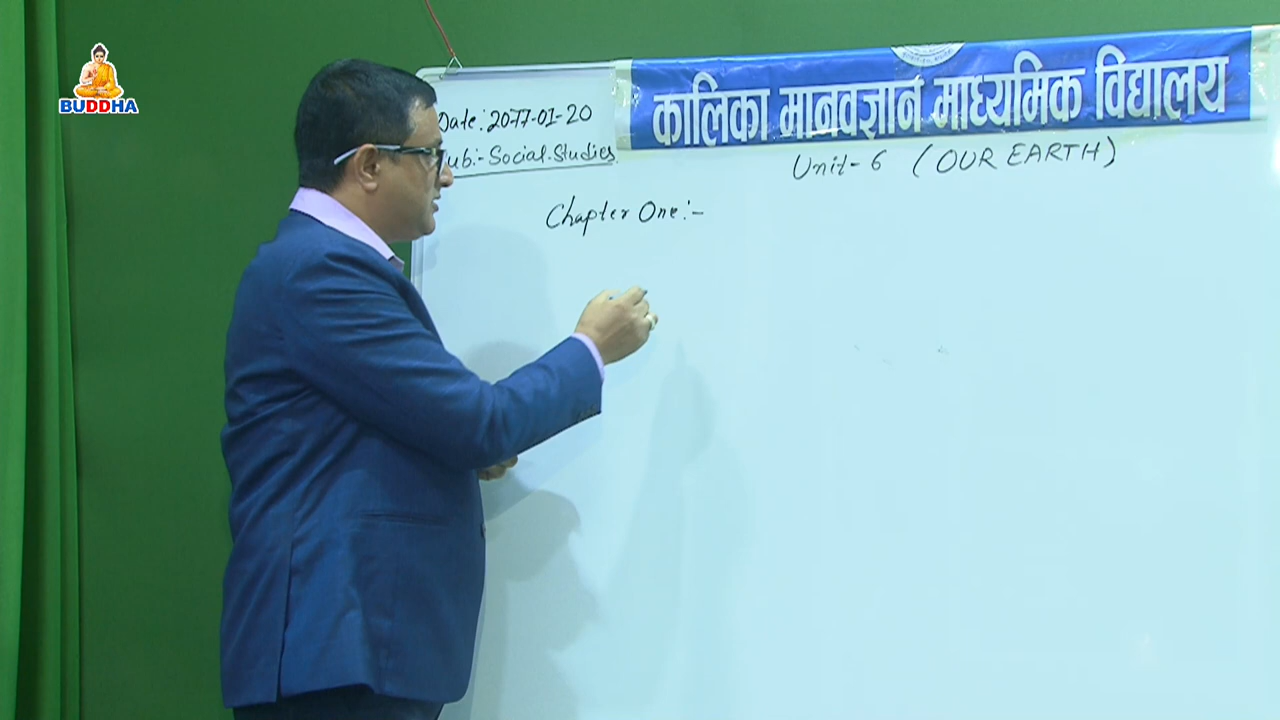 BUDDHA
कालिका मानवज्ञान माध्यमिक विद्यालय
Date: 2077-01-20
ub:- Social Studies
Unit- 6 (OUR EARTH)
Chapter One:-